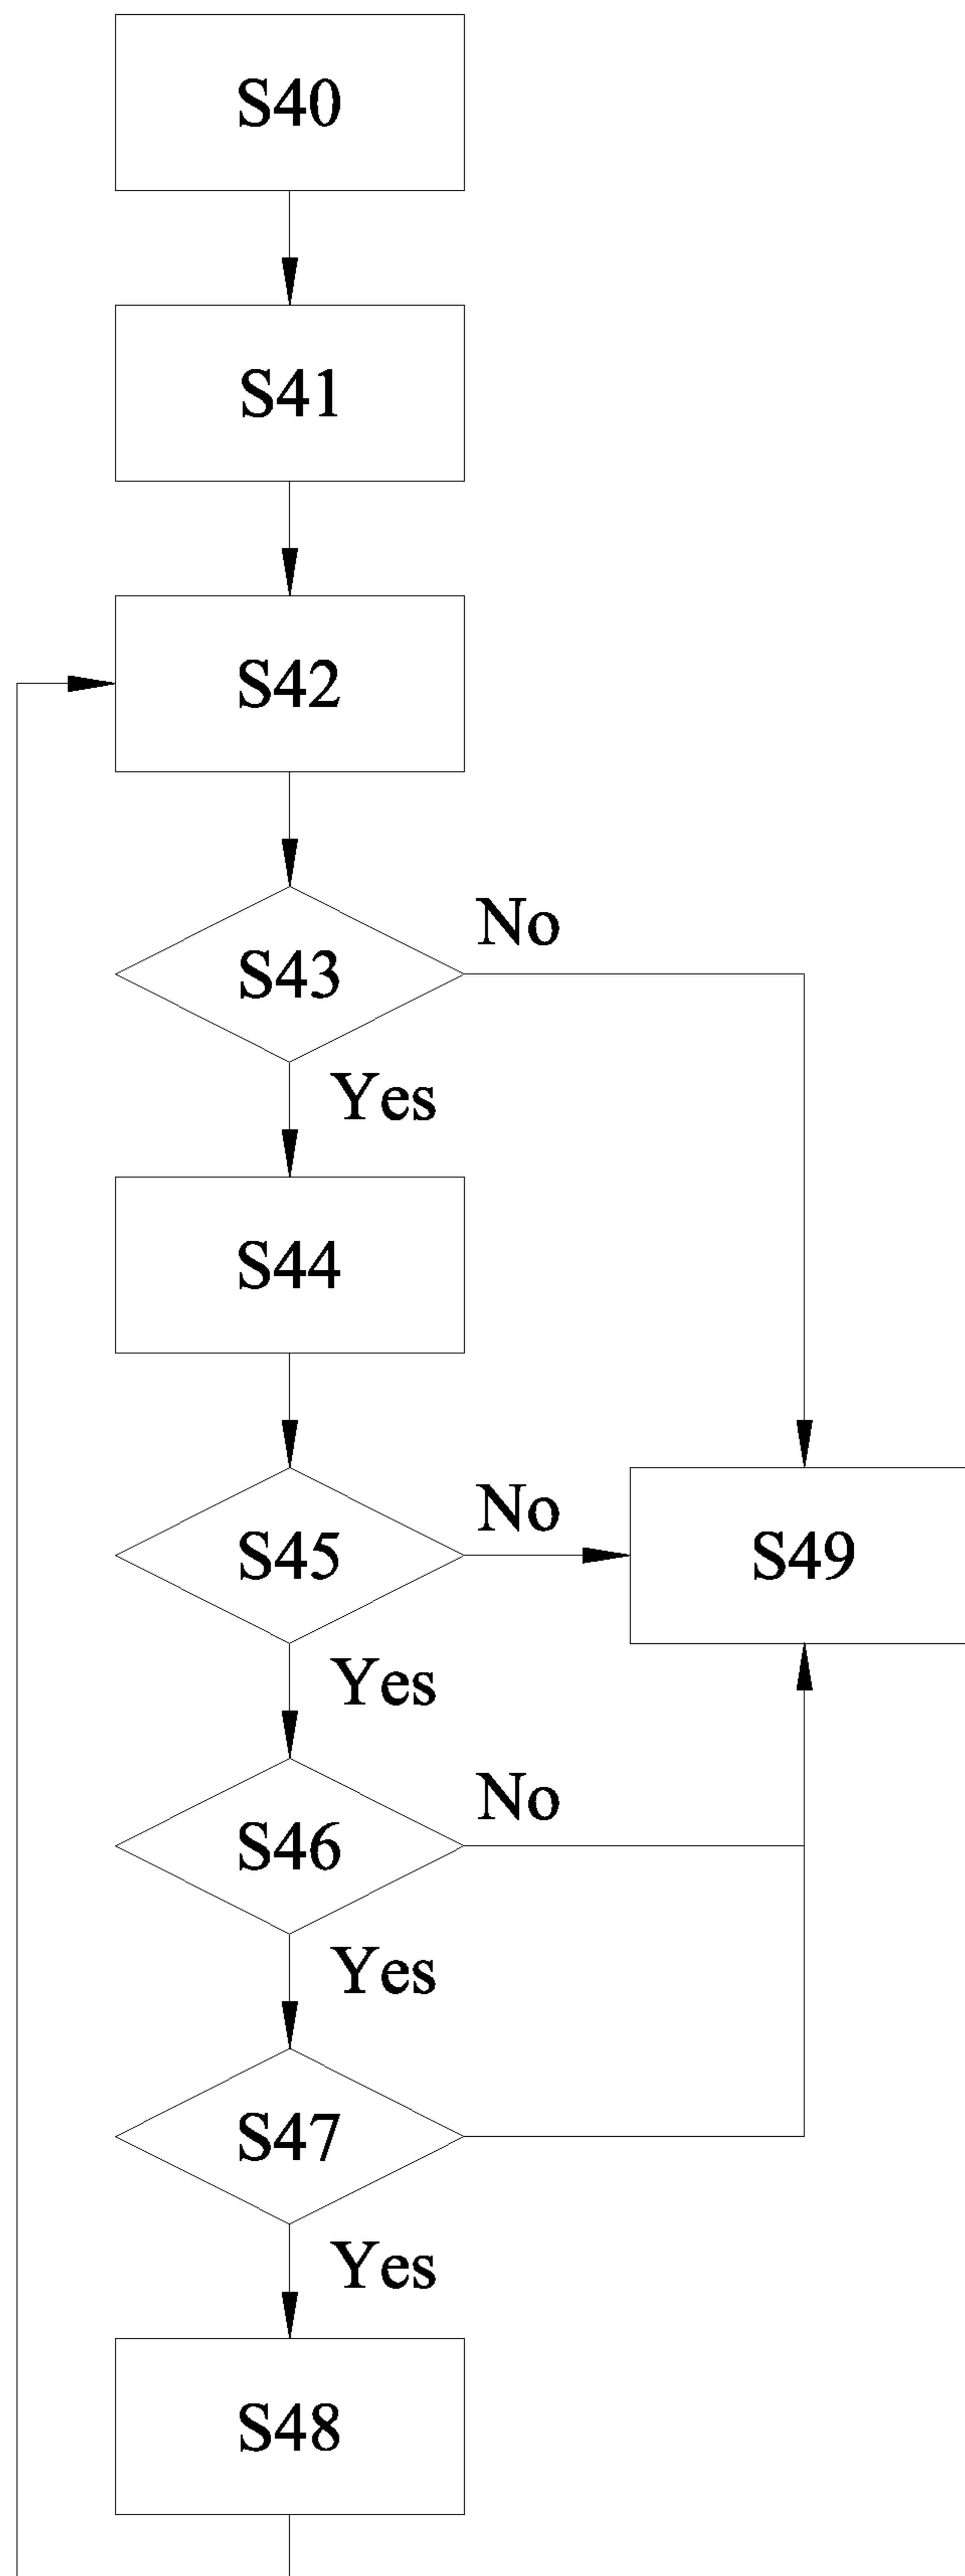 S40
S41
S42
S43
No
Yes
S44
S45
No
S49
Yes
S46
No
Yes
S47
Yes
S48